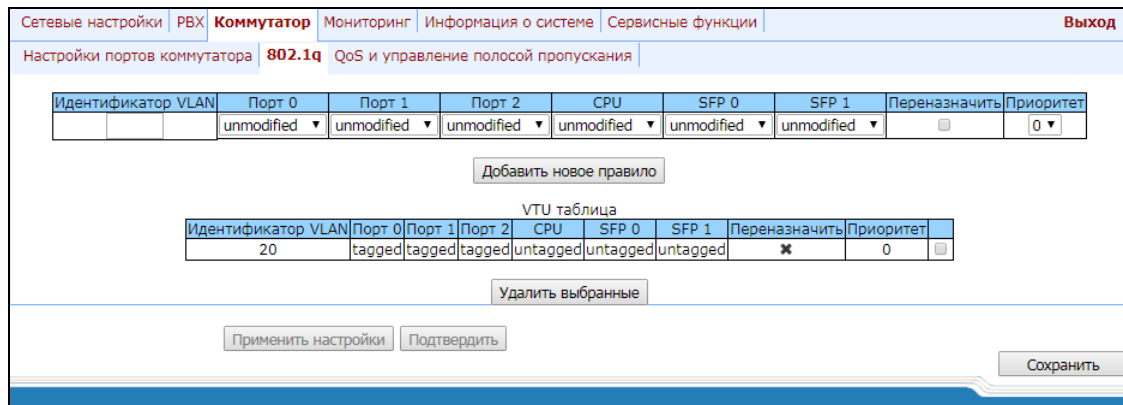 Сетевые настройки PBX Коммутатор Мониторинг Информация о системе Сервисные функции Выход
Настройки портов коммутатора 802.1q QoS и управление полосой пропускания
Идентификатор VLAN Порт 0 Порт 1 Порт 2 CPU SFP 0 SFP 1 Переназначить Приоритет
unmodified unmodified unmodified unmodified unmodified unmodified 0
Добавить новое правило
VTU таблица
Идентификатор VLAN Порт 0 Порт 1 Порт 2 CPU SFP 0 SFP 1 Переназначить Приоритет
20 tagged tagged tagged untagged untagged untagged ✖ 0
Удалить выбранные
Применить настройки Подтвердить
Сохранить